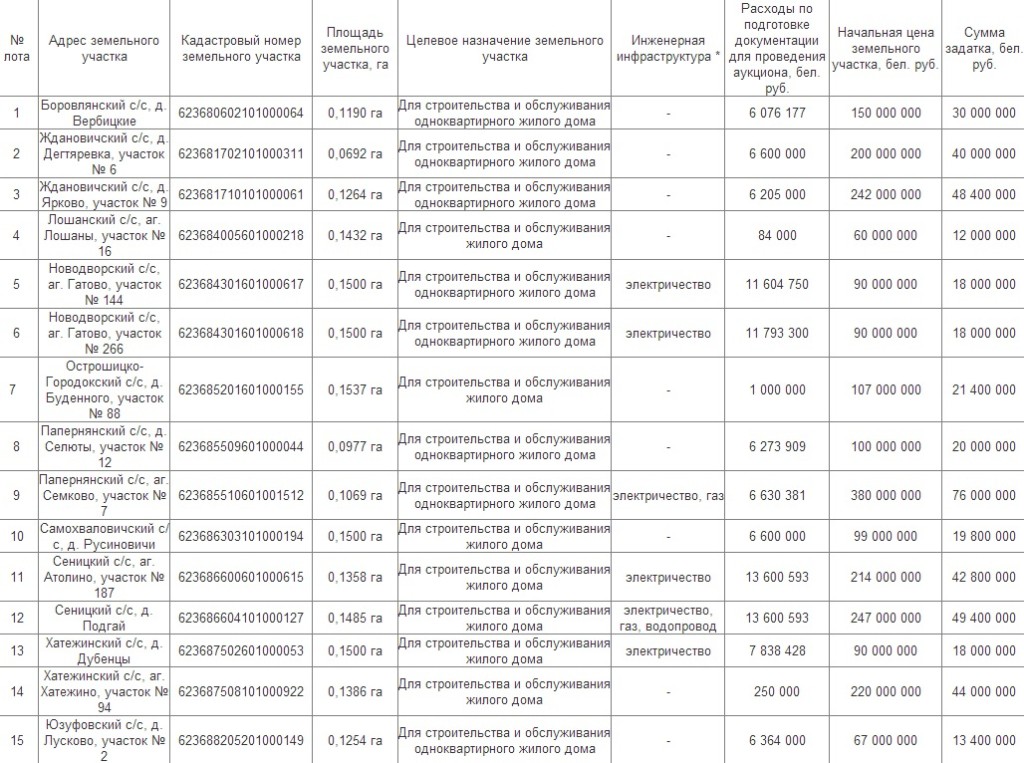 № лота
Адрес земельного участка
Кадастровый номер земельного участка
Площадь земельного участка, га
Целевое назначение земельного участка
Инженерная инфраструктура *
Расходы по подготовке документации для проведения аукциона, бел. руб.
Начальная цена земельного участка, бел. руб.
Сумма задатка, бел. руб.
1 Боровлянский с/с, д. Вербицкие 623680602101000064 0,1190 га Для строительства и обслуживания одноквартирного жилого дома - 6 076 177 150 000 000 30 000 000
2 Ждановичский с/с, д. Дегтяревка, участок № 6 623681702101000311 0,0692 га Для строительства и обслуживания одноквартирного жилого дома - 6 600 000 200 000 000 40 000 000
3 Ждановичский с/с, д. Ярково, участок № 9 623681710101000061 0,1264 га Для строительства и обслуживания одноквартирного жилого дома - 6 205 000 242 000 000 48 400 000
4 Лошанский с/с, аг. Лошаны, участок № 16 623684005601000218 0,1432 га Для строительства и обслуживания жилого дома - 84 000 60 000 000 12 000 000
5 Новодворский с/с, аг. Гатово, участок № 144 623684301601000617 0,1500 га Для строительства и обслуживания одноквартирного жилого дома электричество 11 604 750 90 000 000 18 000 000
6 Новодворский с/с, аг. Гатово, участок № 266 623684301601000618 0,1500 га Для строительства и обслуживания одноквартирного жилого дома электричество 11 793 300 90 000 000 18 000 000
7 Острошицко-Городокский с/с, д. Буденного, участок № 88 623685201601000155 0,1537 га Для строительства и обслуживания жилого дома - 1 000 000 107 000 000 21 400 000
8 Папернянский с/с, д. Селюты, участок № 12 623685509601000044 0,0977 га Для строительства и обслуживания одноквартирного жилого дома - 6 273 909 100 000 000 20 000 000
9 Папернянский с/с, аг. Семково, участок № 7 623685510601001512 0,1069 га Для строительства и обслуживания одноквартирного жилого дома электричество, газ 6 630 381 380 000 000 76 000 000
10 Самохваловичский с/с, д. Русиновичи 623686303101000194 0,1500 га Для строительства и обслуживания жилого дома - 6 600 000 99 000 000 19 800 000
11 Сеницкий с/с, аг. Атолино, участок № 187 623686600601000615 0,1358 га Для строительства и обслуживания жилого дома электричество 13 600 593 214 000 000 42 800 000
12 Сеницкий с/с, д. Подгай 623686604101000127 0,1485 га Для строительства и обслуживания жилого дома электричество, газ, водопровод 13 600 593 247 000 000 49 400 000
13 Хатежинский с/с, д. Дубенцы 623687502601000053 0,1500 га Для строительства и обслуживания жилого дома электричество 7 838 428 90 000 000 18 000 000
14 Хатежинский с/с, аг. Хатежино, участок № 94 623687508101000922 0,1386 га Для строительства и обслуживания жилого дома - 250 000 220 000 000 44 000 000
15 Юзуфовский с/с, д. Лусково, участок № 2 623688205201000149 0,1254 га Для строительства и обслуживания одноквартирного жилого дома - 6 364 000 67 000 000 13 400 000